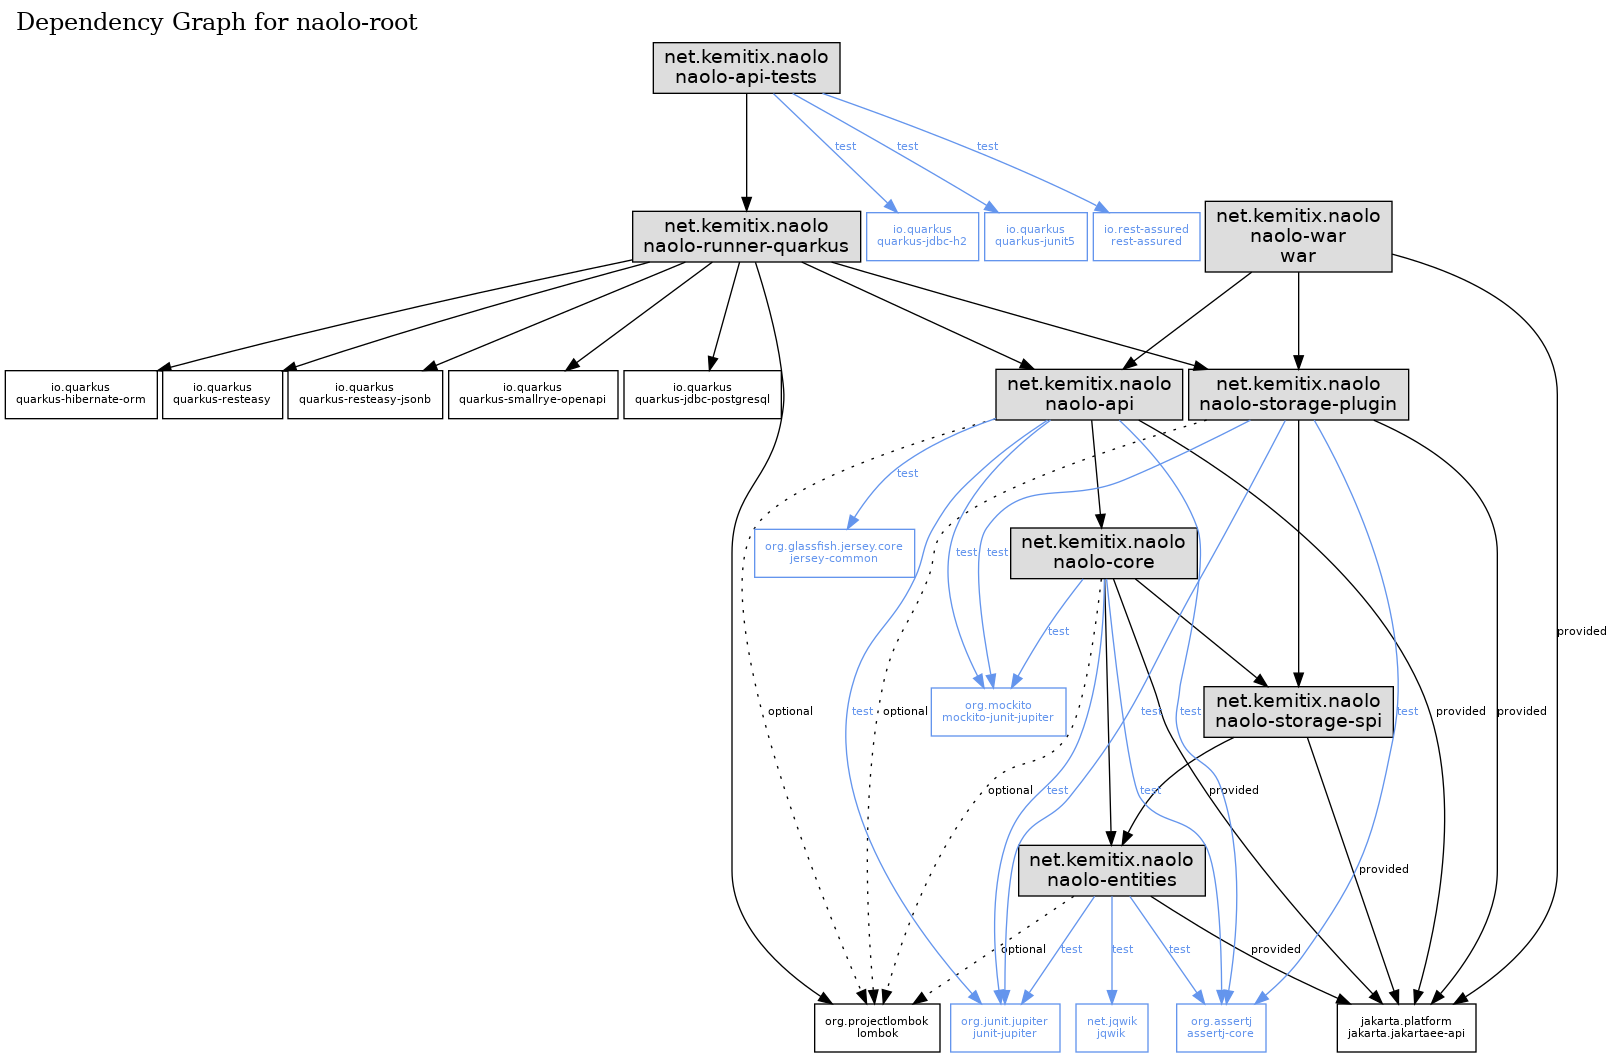 Dependency Graph for naolo-root
net.kemitix.naolo
naolo-api-tests
test
test
test
net.kemitix.naolo
naolo-runner-quarkus
io.quarkus
quarkus-jdbc-h2
io.quarkus
quarkus-junit5
io.rest-assured
rest-assured
net.kemitix.naolo
naolo-war
war
io.quarkus
quarkus-hibernate-orm
io.quarkus
quarkus-resteasy
io.quarkus
quarkus-resteasy-jsonb
io.quarkus
quarkus-smallrye-openapi
io.quarkus
quarkus-jdbc-postgresql
net.kemitix.naolo
naolo-api
net.kemitix.naolo
naolo-storage-plugin
test
org.glassfish.jersey.core
jersey-common
test
test
net.kemitix.naolo
naolo-core
test
provided
optional
test
optional
org.mockito
mockito-junit-jupiter
test
test
net.kemitix.naolo
naolo-storage-spi
test
provided
provided
optional
test
test
provided
net.kemitix.naolo
naolo-entities
provided
optional
test
test
test
provided
org.projectlombok
lombok
org.junit.jupiter
junit-jupiter
net.jqwik
jqwik
org.assertj
assertj-core
jakarta.platform
jakarta.jakartaee-api